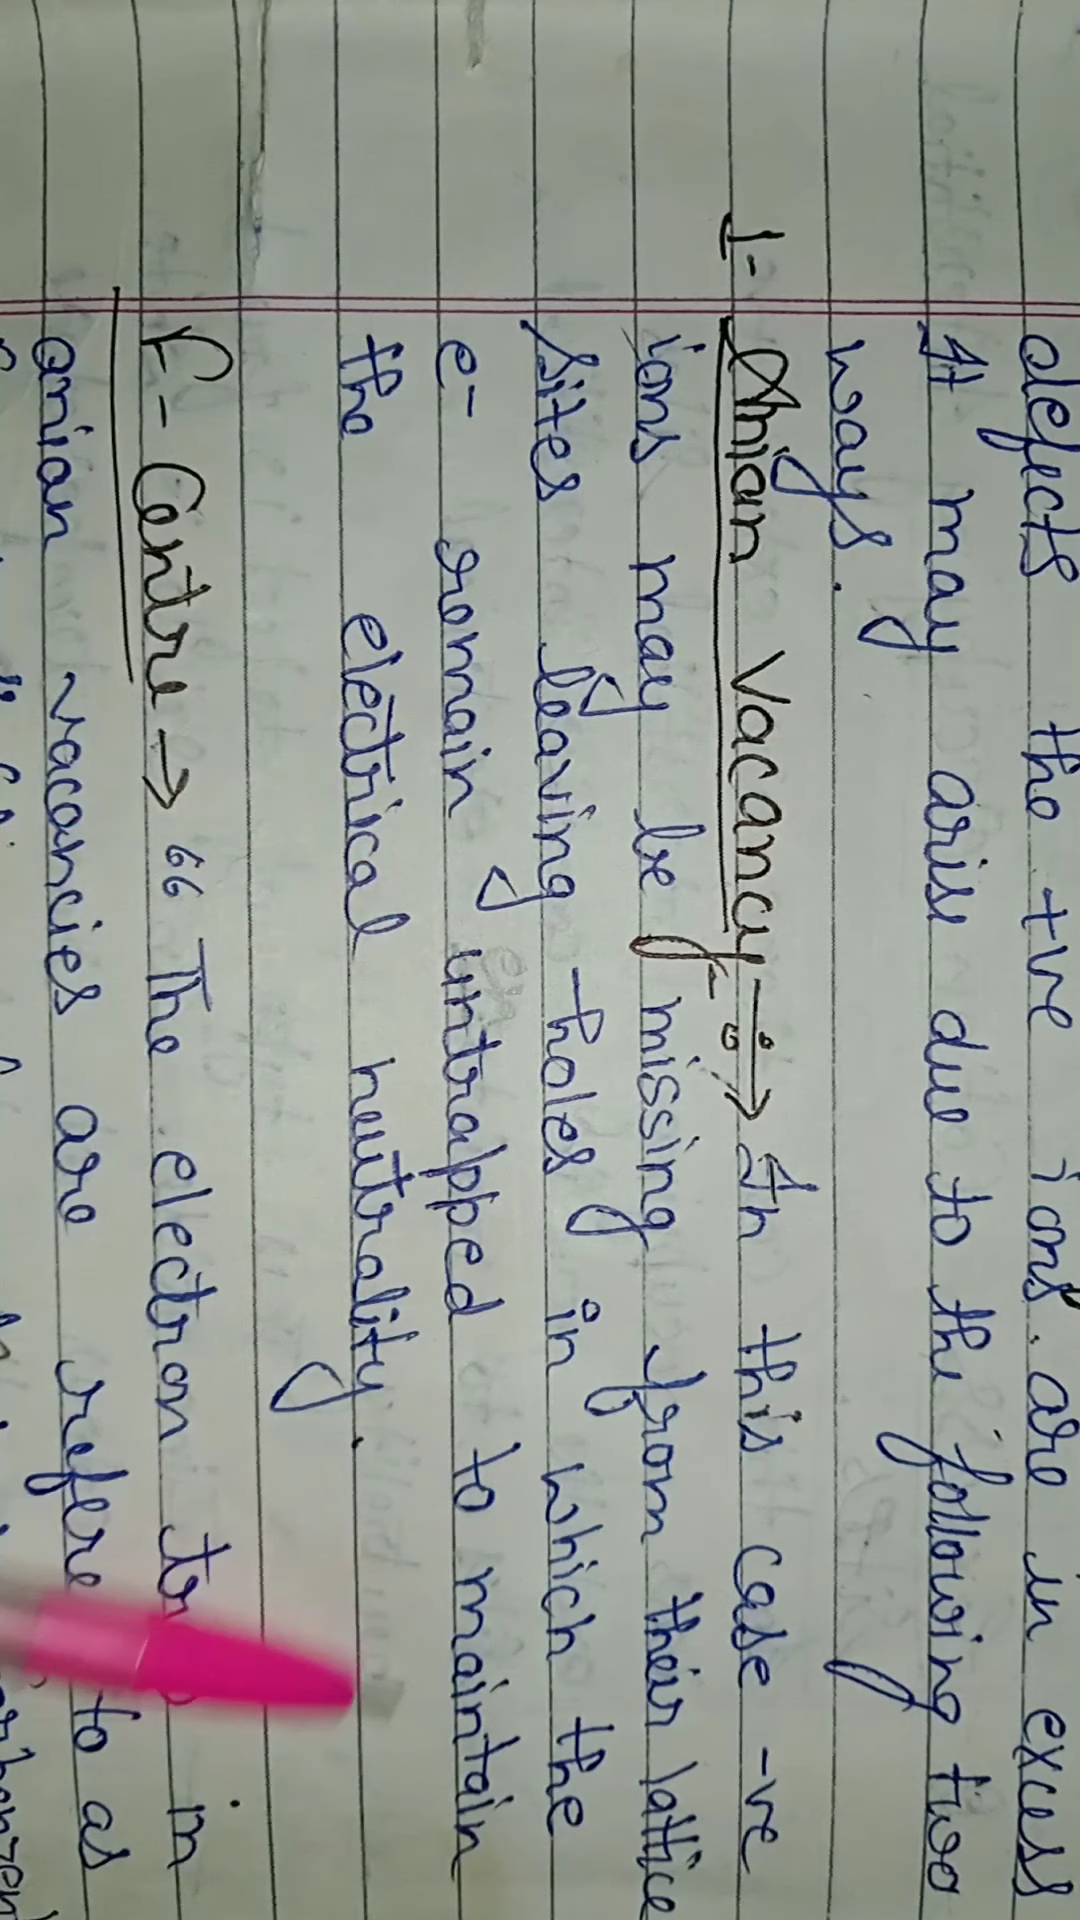 defects the +ve ions are in excess
It may arise due to the following two
ways.
1- Anion Vacancy :→ In this case -ve
ions may be missing from their lattice
sites leaving holes in which the
e- remain untrapped to maintain
the electrical neutrality.
F- Centre → " The electron in
anion vacancies are refere to as